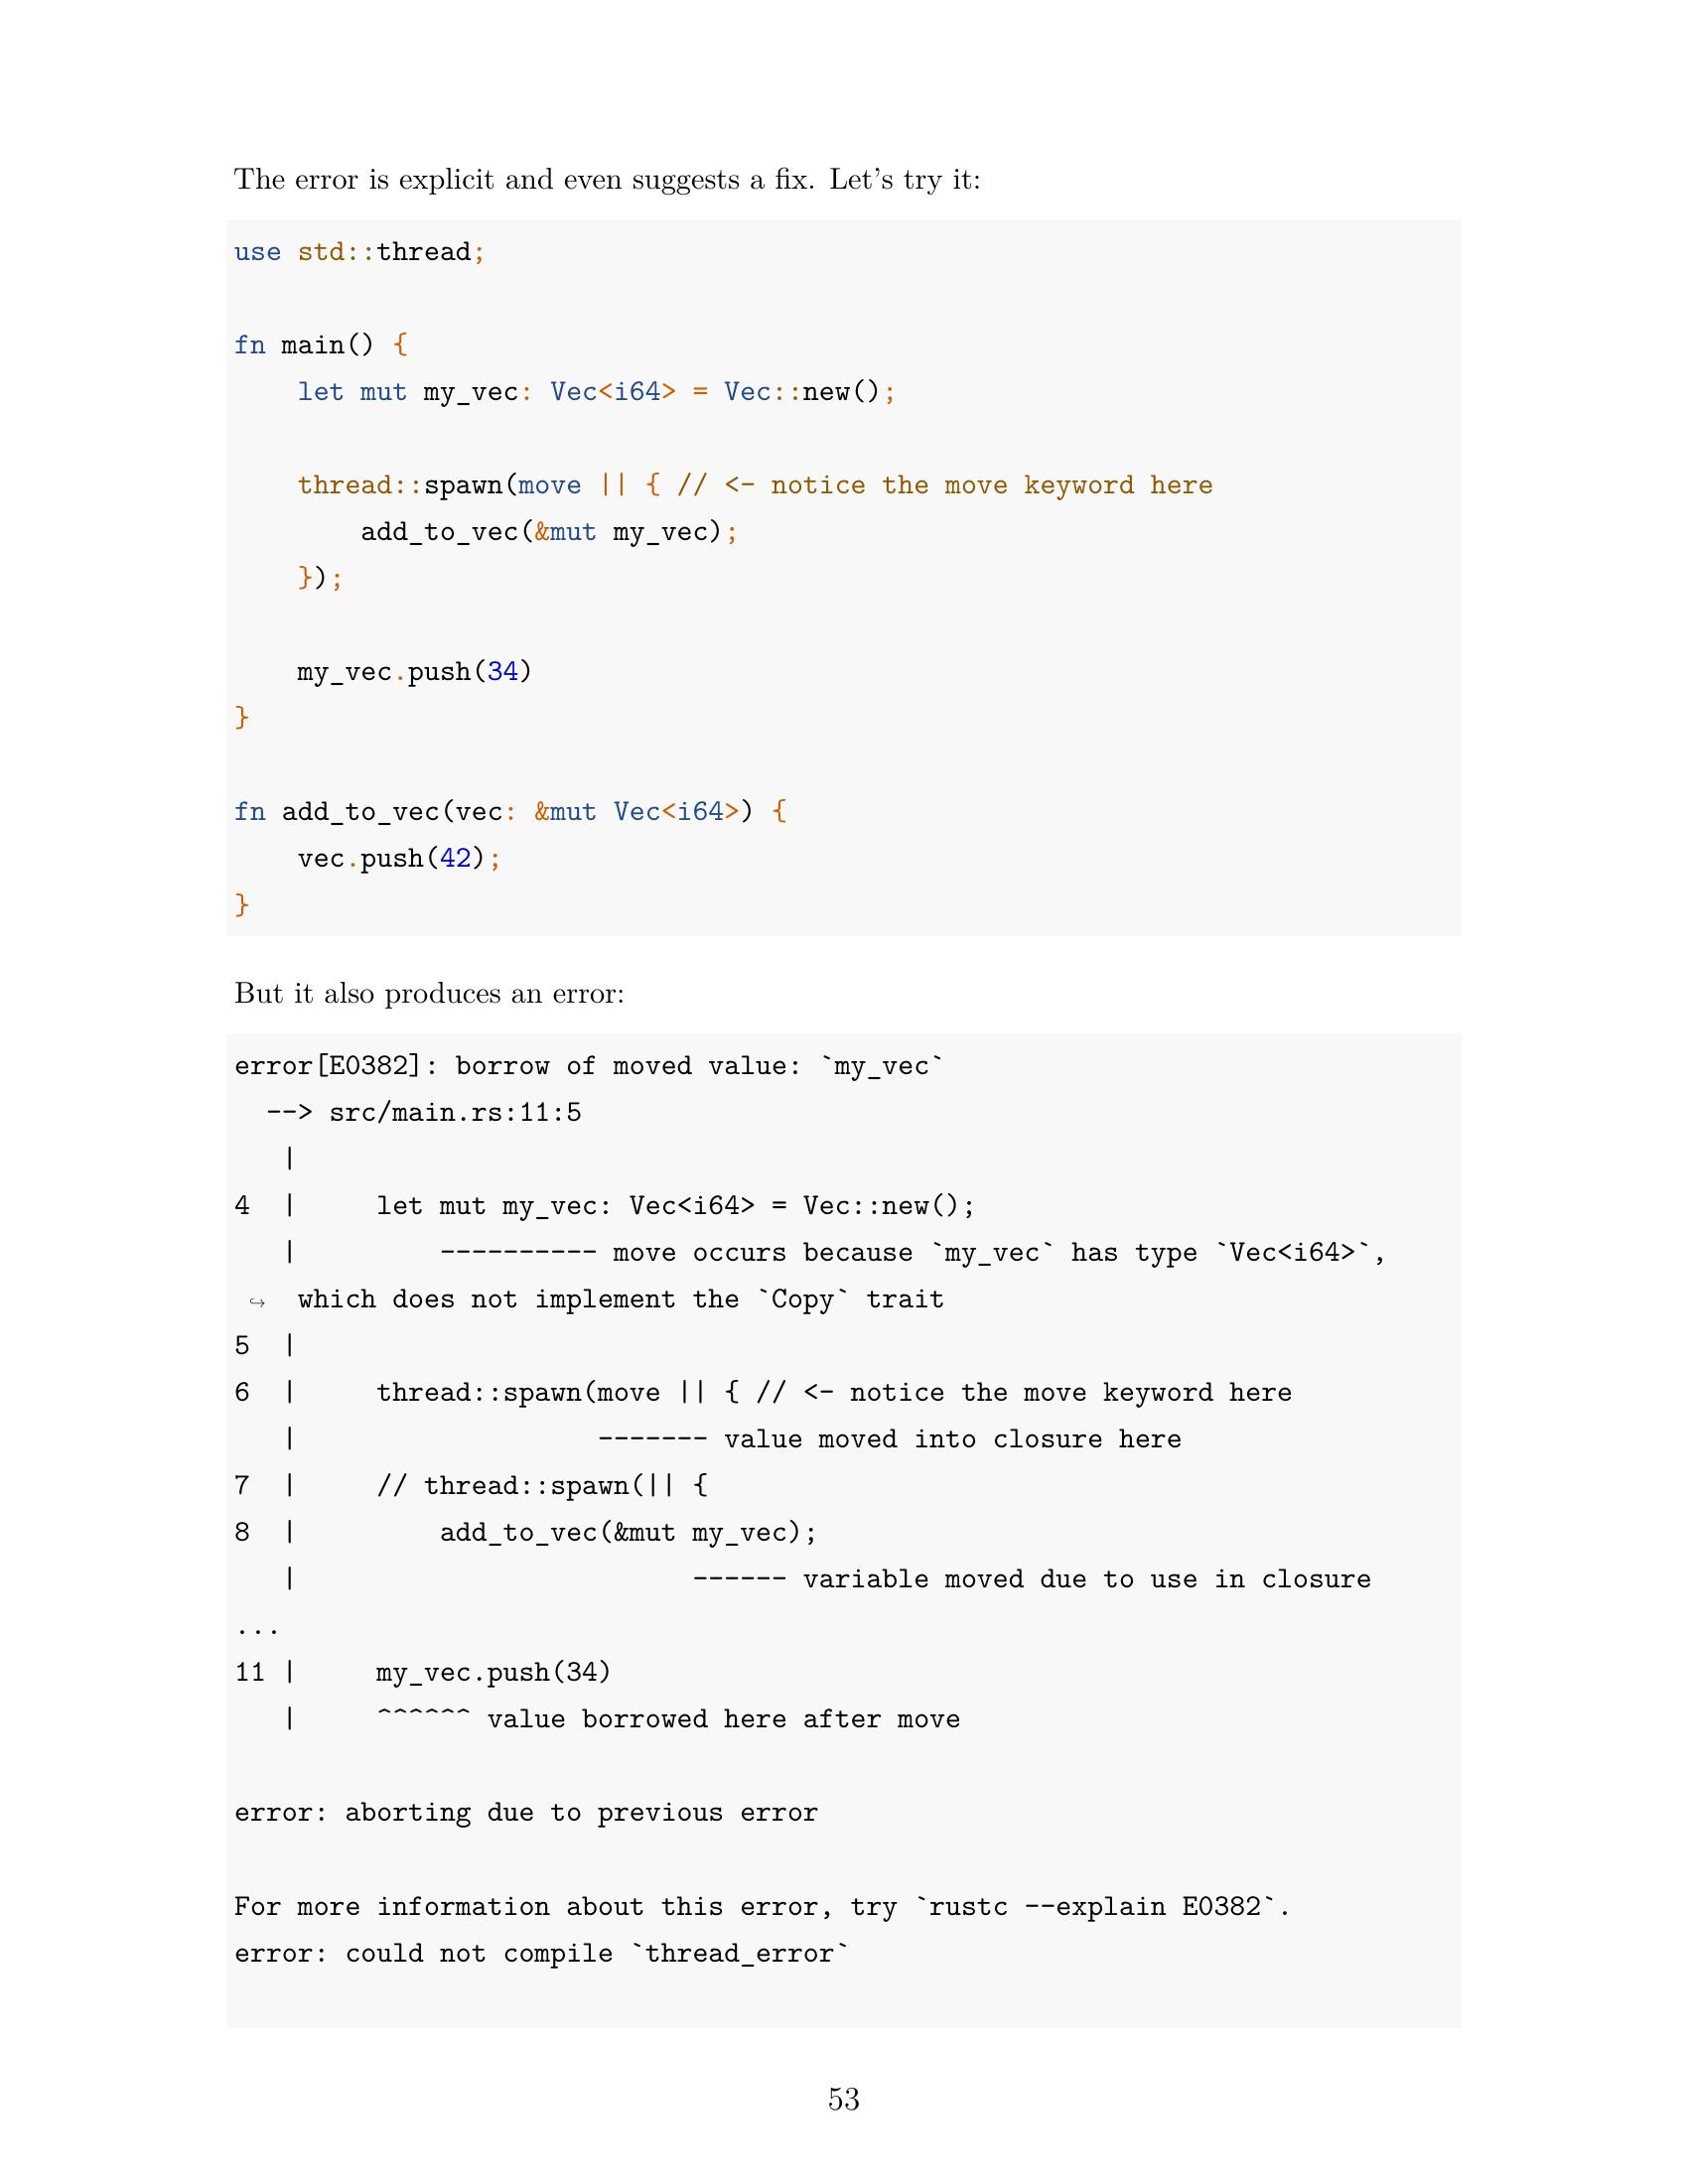 The error is explicit and even suggests a fix. Let's try it:
use std::thread;
fn main() {
    let mut my_vec: Vec<i64> = Vec::new();
    thread::spawn(move || { // <- notice the move keyword here
        add_to_vec(&mut my_vec);
    });
    my_vec.push(34)
}
fn add_to_vec(vec: &mut Vec<i64>) {
    vec.push(42);
}
But it also produces an error:
error[E0382]: borrow of moved value: `my_vec`
  --> src/main.rs:11:5
   |
4  |     let mut my_vec: Vec<i64> = Vec::new();
   |         ---------- move occurs because `my_vec` has type `Vec<i64>`,
 ↪  which does not implement the `Copy` trait
5  |
6  |     thread::spawn(move || { // <- notice the move keyword here
   |                   ------- value moved into closure here
7  |     // thread::spawn(|| {
8  |         add_to_vec(&mut my_vec);
   |                         ------ variable moved due to use in closure
...
11 |     my_vec.push(34)
   |     ^^^^^^ value borrowed here after move
error: aborting due to previous error
For more information about this error, try `rustc --explain E0382`.
error: could not compile `thread_error`
53